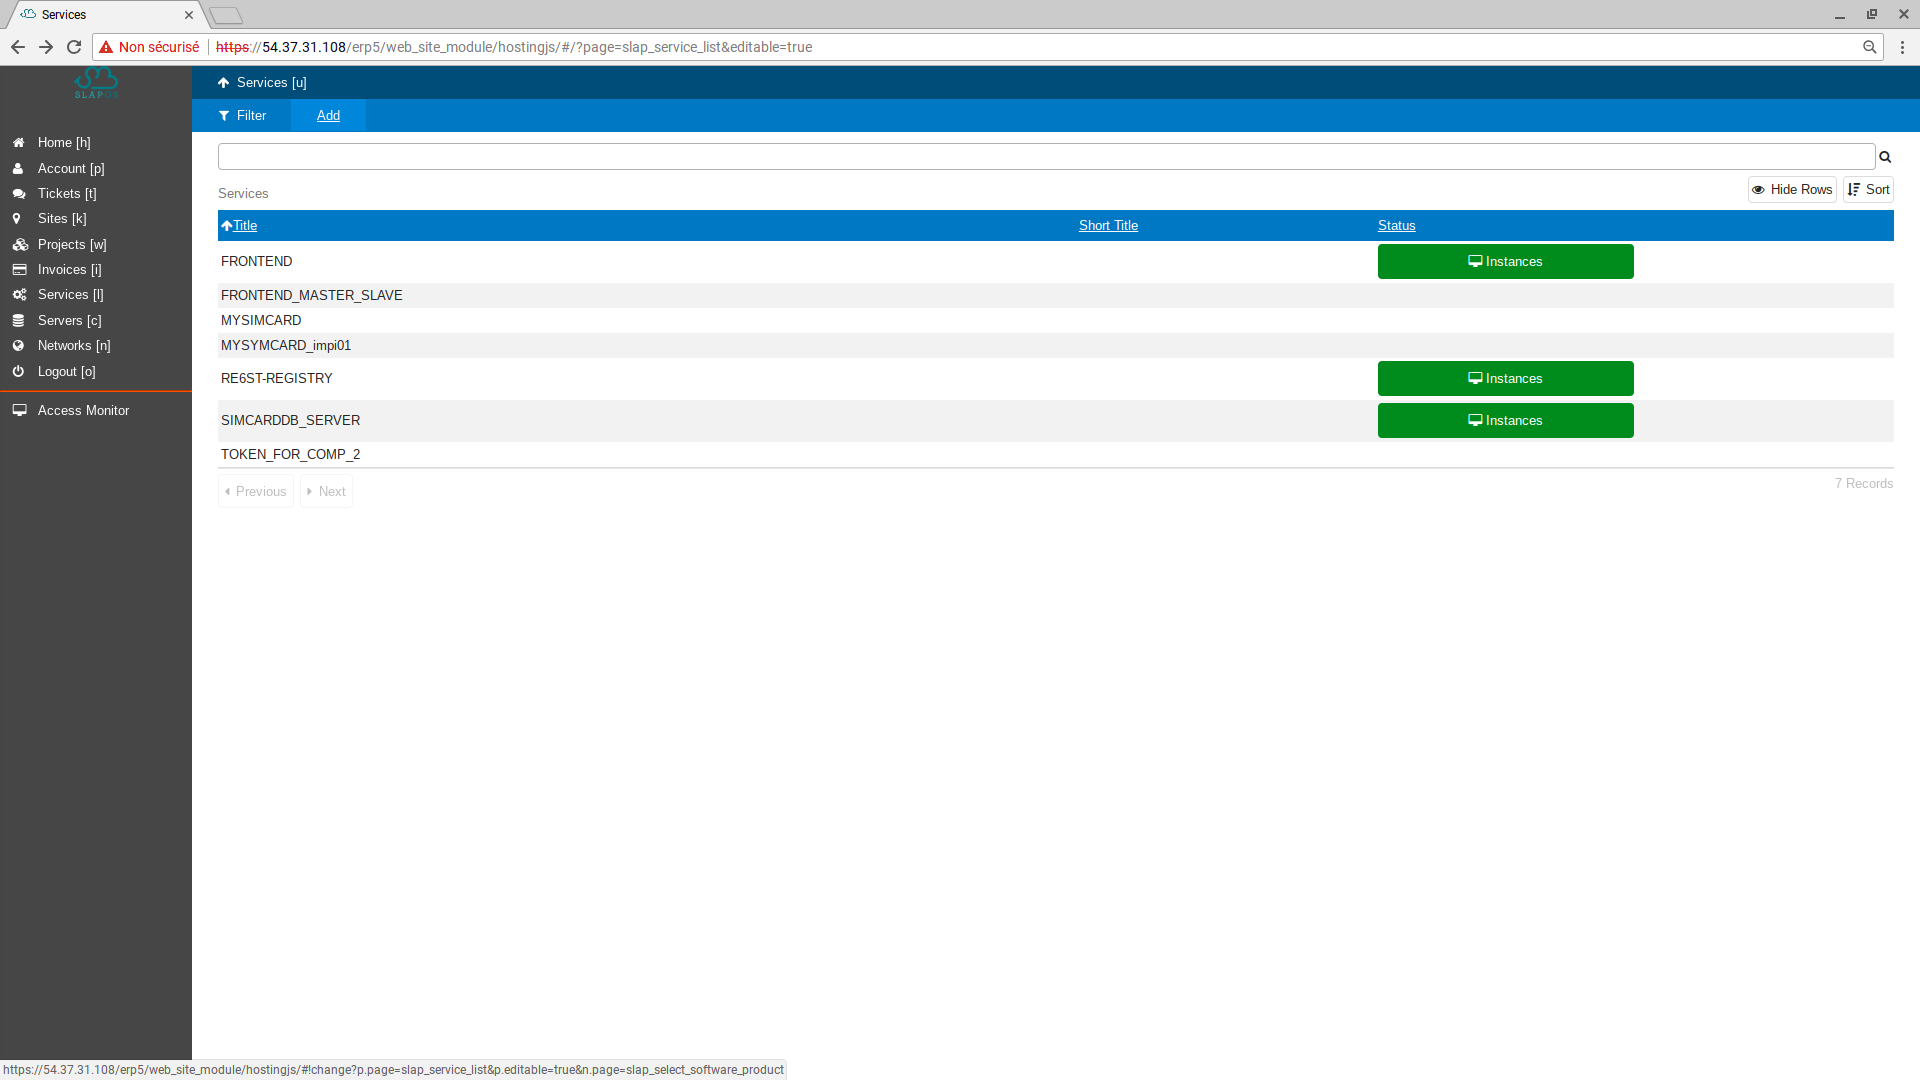 Services
Non sécurisé
https://54.37.31.108/erp5/web_site_module/hostingjs/#/?page=slap_service_list&editable=true
SLAPOS
Services [u]
Filter
Add
Home [h]
Account [p]
Tickets [t]
Sites [k]
Projects [w]
Invoices [i]
Services [l]
Servers [c]
Networks [n]
Logout [o]
Access Monitor
Services
Hide Rows
Sort
Title Short Title Status
FRONTEND Instances
FRONTEND_MASTER_SLAVE
MYSIMCARD
MYSYMCARD_impi01
RE6ST-REGISTRY Instances
SIMCARDDB_SERVER Instances
TOKEN_FOR_COMP_2
Previous Next 7 Records
https://54.37.31.108/erp5/web_site_module/hostingjs/#!change?p.page=slap_service_list&p.editable=true&n.page=slap_select_software_product